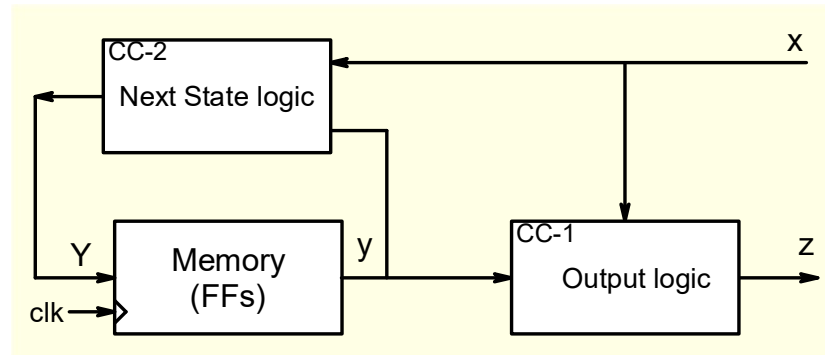 x
CC-2
Next State logic
Y
Memory
(FFs)
clk
y
CC-1
Output logic
z